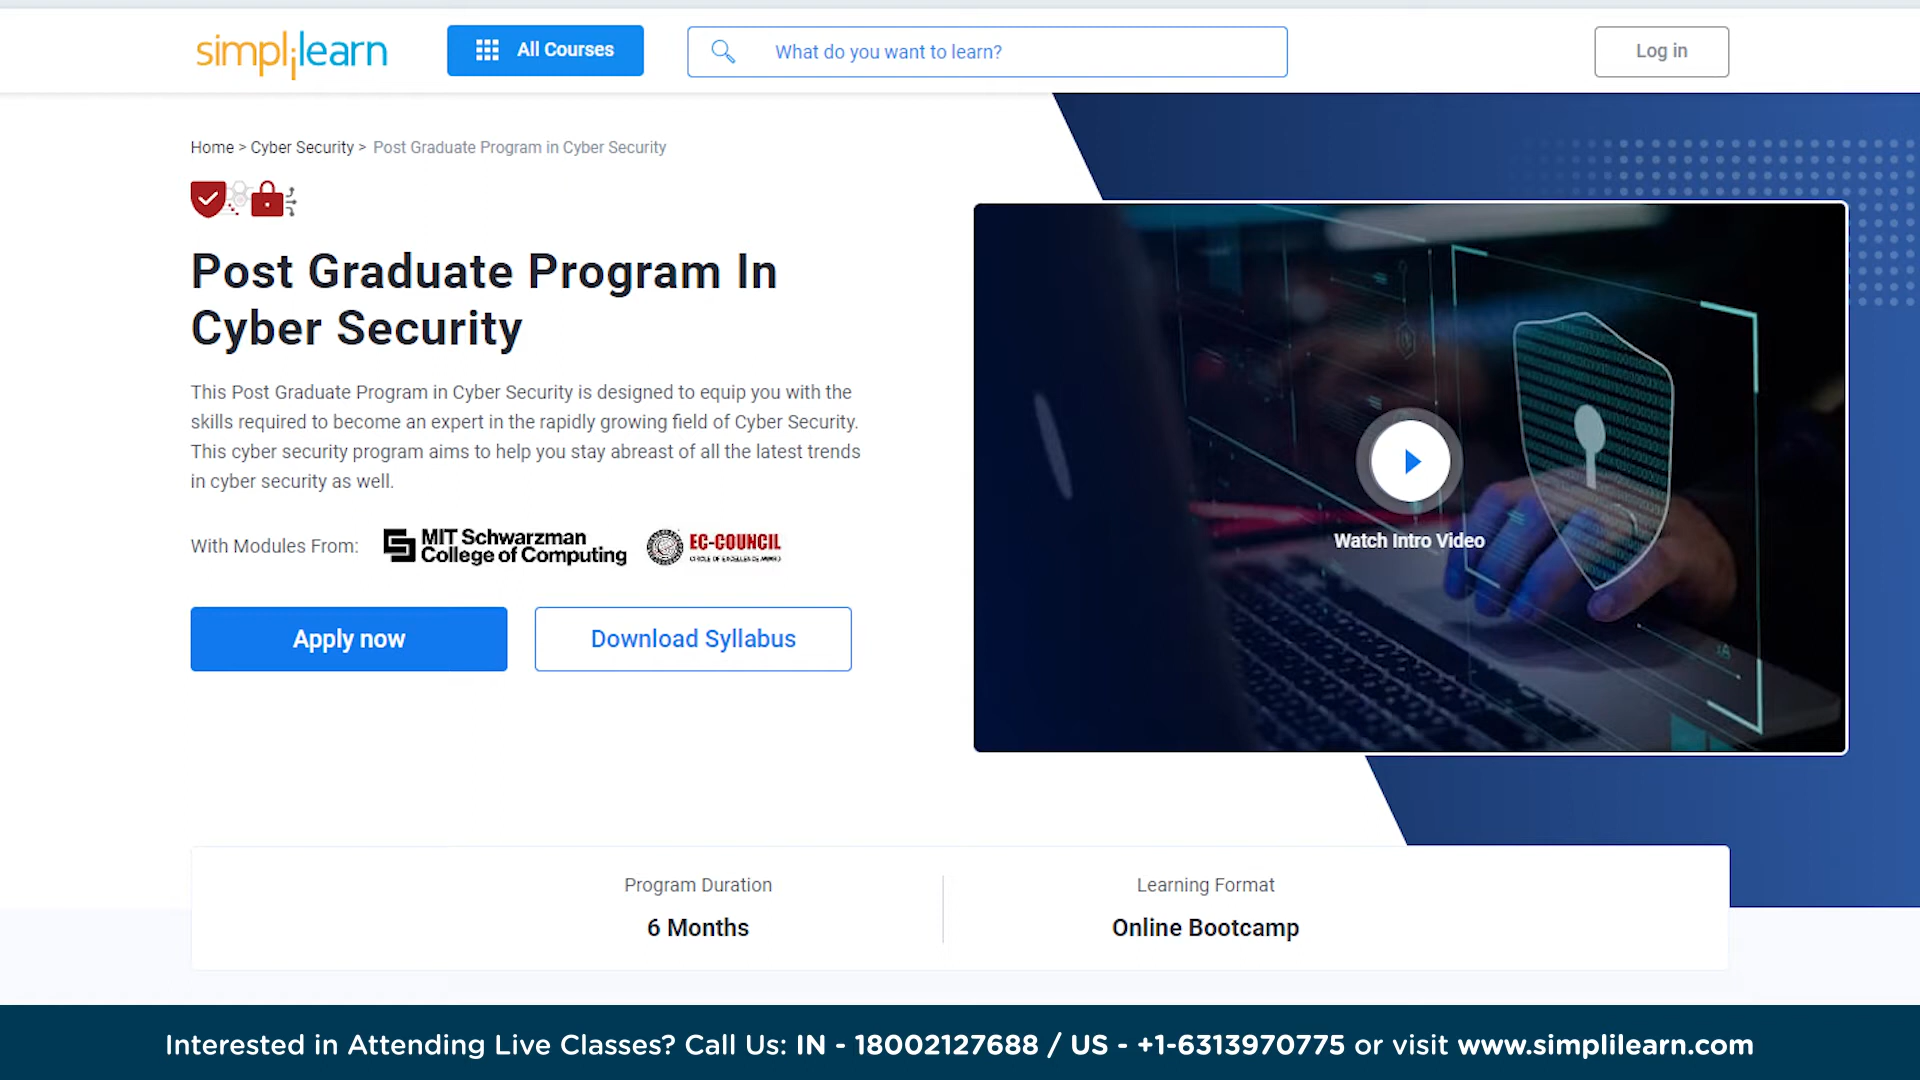 simplilearn
All Courses
What do you want to learn?
Log in
Home > Cyber Security > Post Graduate Program in Cyber Security
Post Graduate Program In
Cyber Security
This Post Graduate Program in Cyber Security is designed to equip you with the
skills required to become an expert in the rapidly growing field of Cyber Security.
This cyber security program aims to help you stay abreast of all the latest trends
in cyber security as well.
With Modules From:
MIT Schwarzman
College of Computing
EC-COUNCIL
Apply now
Download Syllabus
Watch Intro Video
Program Duration
6 Months
Learning Format
Online Bootcamp
Interested in Attending Live Classes? Call Us: IN - 18002127688 / US - +1-6313970775 or visit www.simplilearn.com